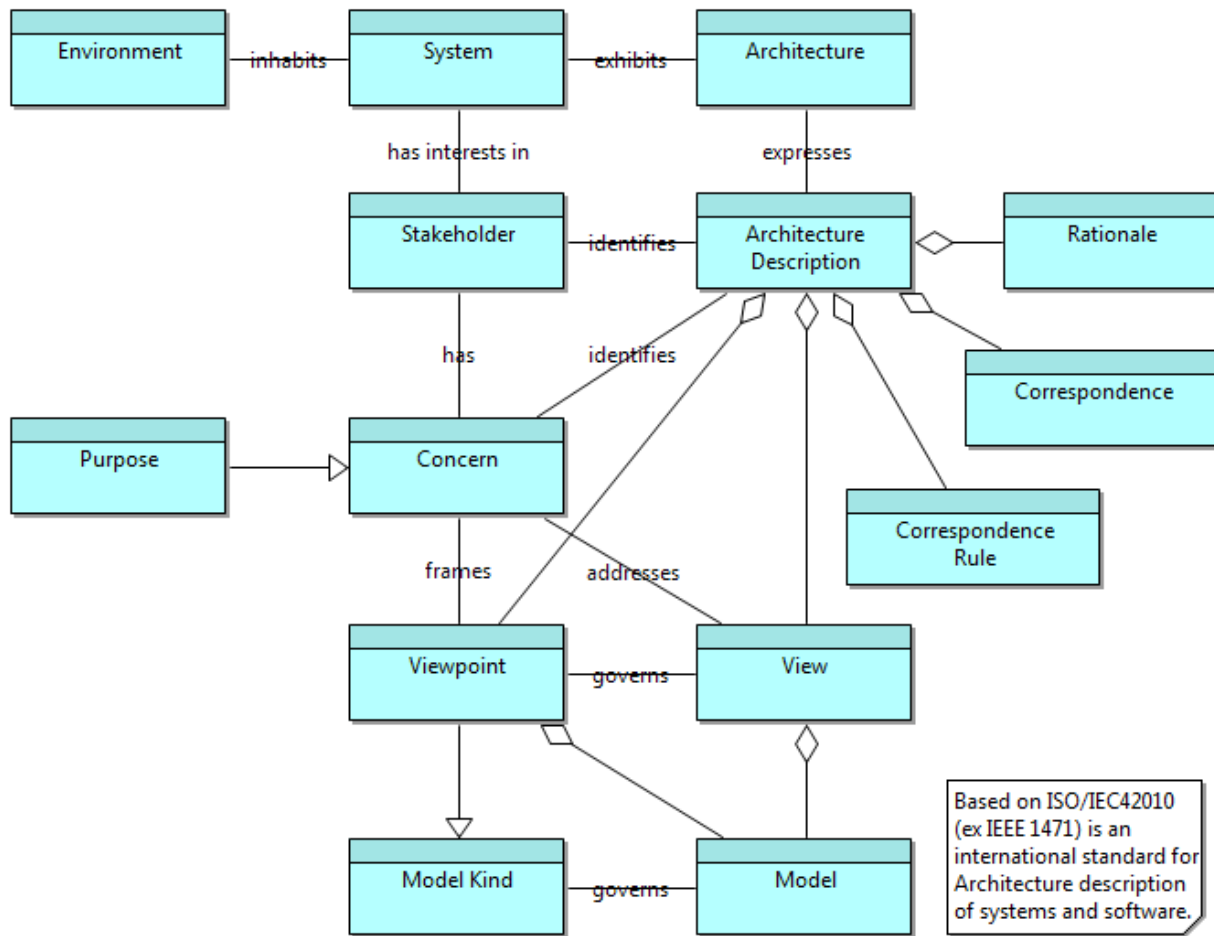 Environment
inhabits
System
exhibits
Architecture
has interests in
expresses
Stakeholder
identifies
Architecture
Description
Rationale
has
identifies
Correspondence
Purpose
Concern
Correspondence
Rule
frames
addresses
Viewpoint
governs
View
Based on ISO/IEC42010
(ex IEEE 1471) is an
international standard for
Architecture description
of systems and software.
Model Kind
governs
Model